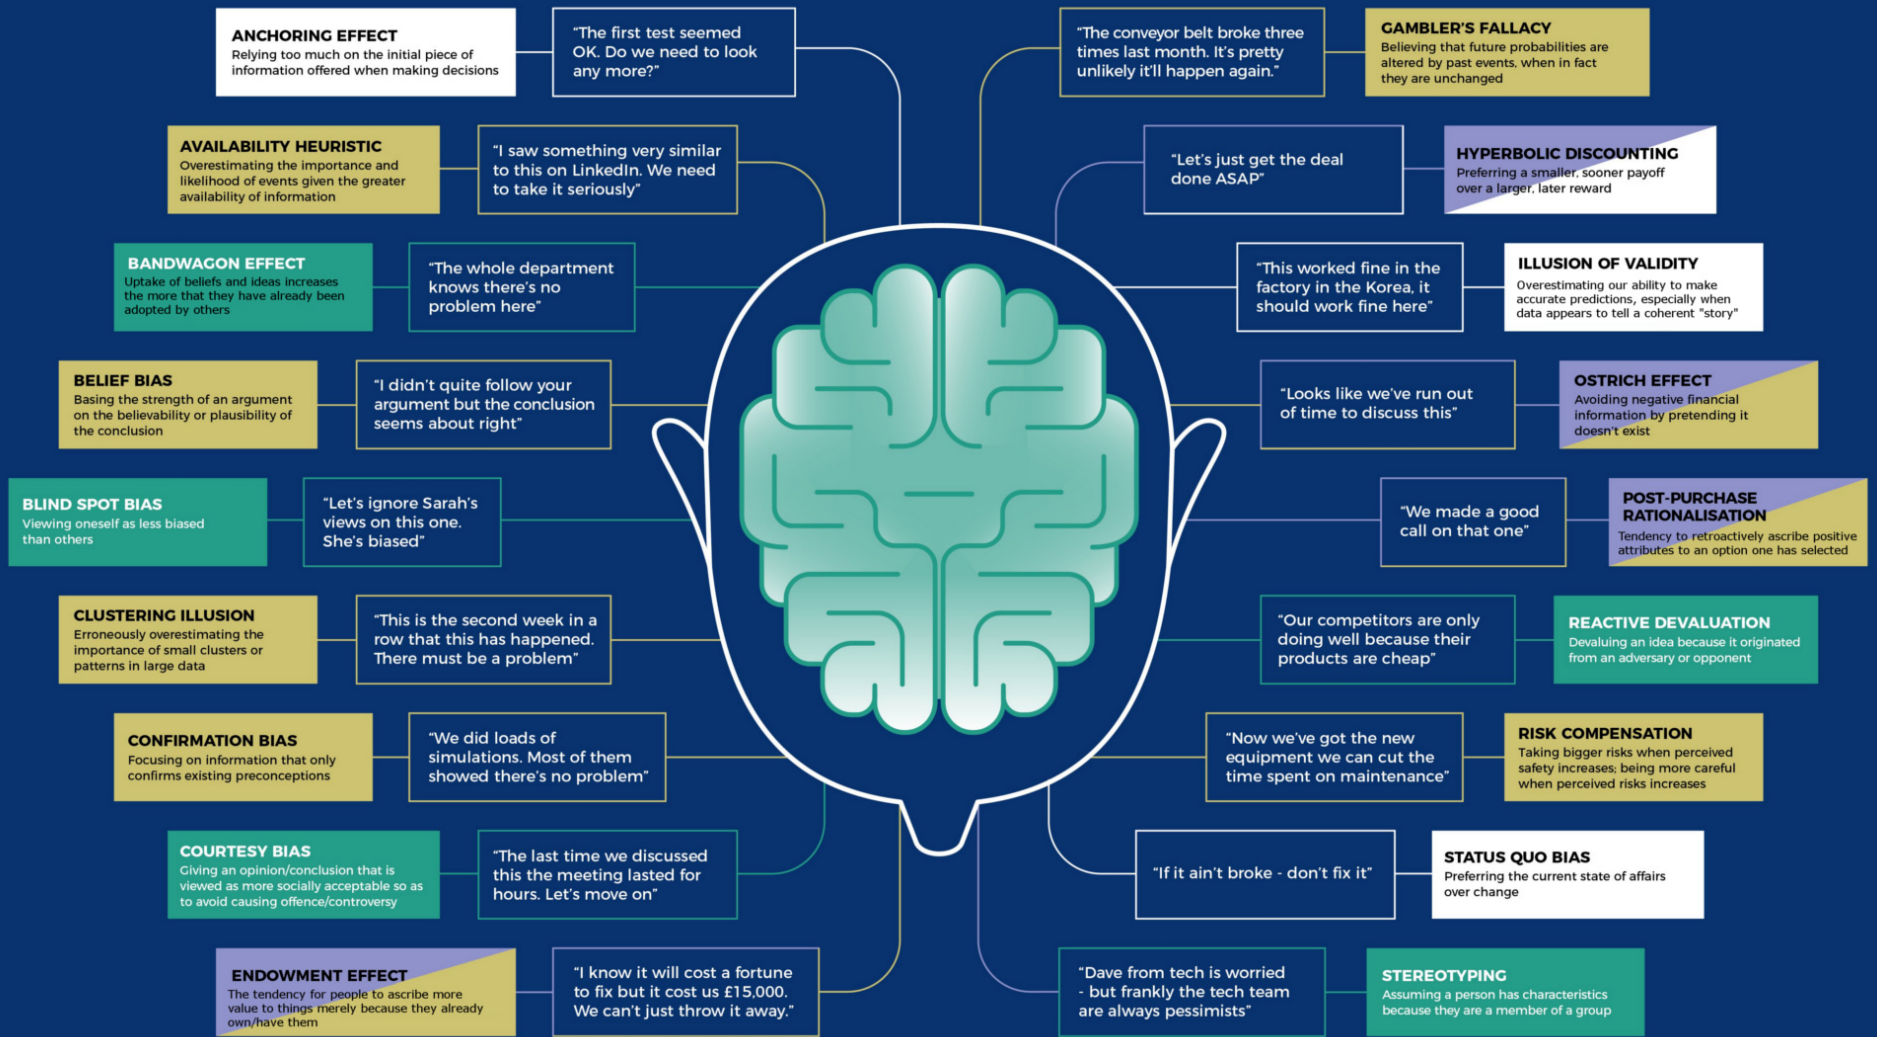 ANCHORING EFFECT
Relying too much on the initial piece of
information offered when making decisions
“The first test seemed
OK. Do we need to look
any more?”
AVAILABILITY HEURISTIC
Overestimating the importance and
likelihood of events given the greater
availability of information
“I saw something very similar
to this on LinkedIn. We need
to take it seriously”
BANDWAGON EFFECT
Uptake of beliefs and ideas increases
the more that they have already been
adopted by others
“The whole department
knows there’s no
problem here”
BELIEF BIAS
Basing the strength of an argument
on the believability or plausibility of
the conclusion
“I didn’t quite follow your
argument but the conclusion
seems about right”
BLIND SPOT BIAS
Viewing oneself as less biased
than others
“Let’s ignore Sarah’s
views on this one.
She’s biased”
CLUSTERING ILLUSION
Erroneously overestimating the
importance of small clusters or
patterns in large data
“This is the second week in a
row that this has happened.
There must be a problem”
CONFIRMATION BIAS
Focusing on information that only
confirms existing preconceptions
“We did loads of
simulations. Most of them
showed there’s no problem”
COURTESY BIAS
Giving an opinion/conclusion that is
viewed as more socially acceptable so as
to avoid causing offence/controversy
“The last time we discussed
this the meeting lasted for
hours. Let’s move on”
ENDOWMENT EFFECT
The tendency for people to ascribe more
value to things merely because they already
own/have them
“I know it will cost a fortune
to fix but it cost us £15,000.
We can’t just throw it away.”
“The conveyor belt broke three
times last month. It’s pretty
unlikely it’ll happen again.”
GAMBLER’S FALLACY
Believing that future probabilities are
altered by past events, when in fact
they are unchanged
“Let’s just get the deal
done ASAP”
HYPERBOLIC DISCOUNTING
Preferring a smaller, sooner payoff
over a larger, later reward
“This worked fine in the
factory in the Korea, it
should work fine here”
ILLUSION OF VALIDITY
Overestimating our ability to make
accurate predictions, especially when
data appears to tell a coherent "story"
“Looks like we’ve run out
of time to discuss this”
OSTRICH EFFECT
Avoiding negative financial
information by pretending it
doesn’t exist
“We made a good
call on that one”
POST-PURCHASE
RATIONALISATION
Tendency to retroactively ascribe positive
attributes to an option one has selected
“Our competitors are only
doing well because their
products are cheap”
REACTIVE DEVALUATION
Devaluing an idea because it originated
from an adversary or opponent
“Now we’ve got the new
equipment we can cut the
time spent on maintenance”
RISK COMPENSATION
Taking bigger risks when perceived
safety increases; being more careful
when perceived risks increases
“If it ain’t broke - don’t fix it”
STATUS QUO BIAS
Preferring the current state of affairs
over change
“Dave from tech is worried
- but frankly the tech team
are always pessimists”
STEREOTYPING
Assuming a person has characteristics
because they are a member of a group